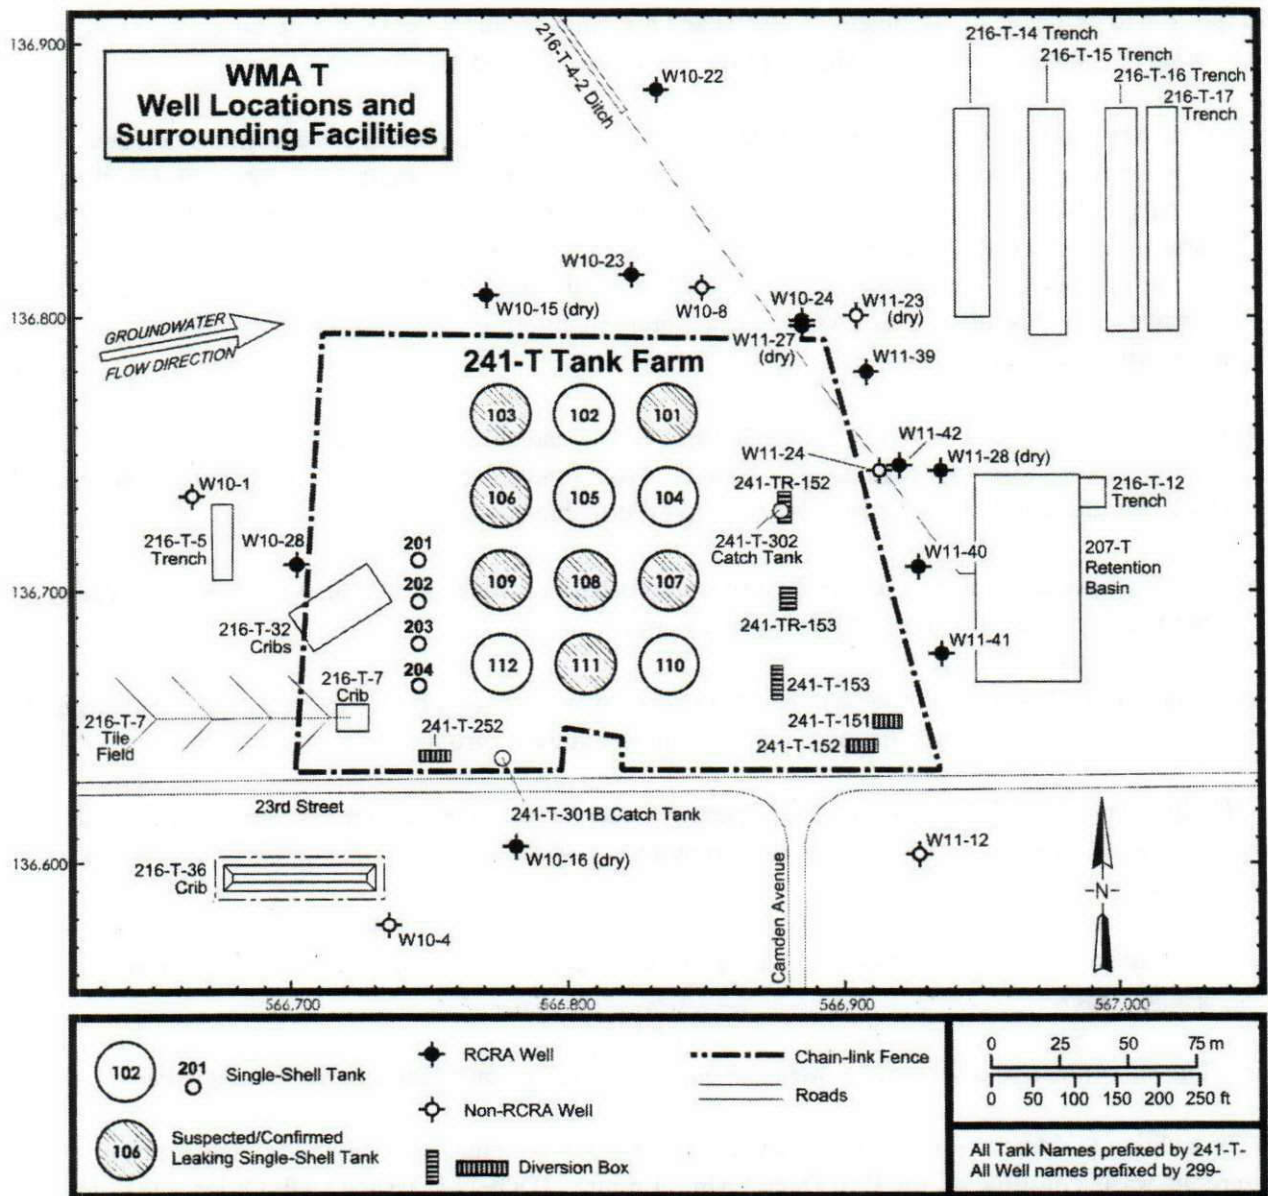 WMA T
Well Locations and
Surrounding Facilities
136,900
136,800
136,700
136,600
566,700
566,800
566,900
567,000
216-T-4-2 Ditch
W10-22
216-T-14 Trench
216-T-15 Trench
216-T-16 Trench
216-T-17
Trench
W10-23
W10-15 (dry)
W10-8
W10-24
W11-23
(dry)
W11-27
(dry)
W11-39
GROUNDWATER
FLOW DIRECTION
241-T Tank Farm
103
102
101
W11-42
W11-24
W11-28 (dry)
241-TR-152
106
105
104
216-T-12
Trench
W10-1
216-T-5
Trench
W10-28
241-T-302
Catch Tank
207-T
Retention
Basin
W11-40
201
202
203
204
109
108
107
241-TR-153
216-T-32
Cribs
W11-41
112
111
110
216-T-7
Crib
241-T-153
216-T-7
Tile
Field
241-T-252
241-T-151
241-T-152
23rd Street
241-T-301B Catch Tank
W10-16 (dry)
W11-12
216-T-36
Crib
W10-4
Camden Avenue
N
102
201
Single-Shell Tank
106
Suspected/Confirmed
Leaking Single-Shell Tank
RCRA Well
Non-RCRA Well
Diversion Box
Chain-link Fence
Roads
0 25 50 75 m
0 50 100 150 200 250 ft
All Tank Names prefixed by 241-T-
All Well names prefixed by 299-